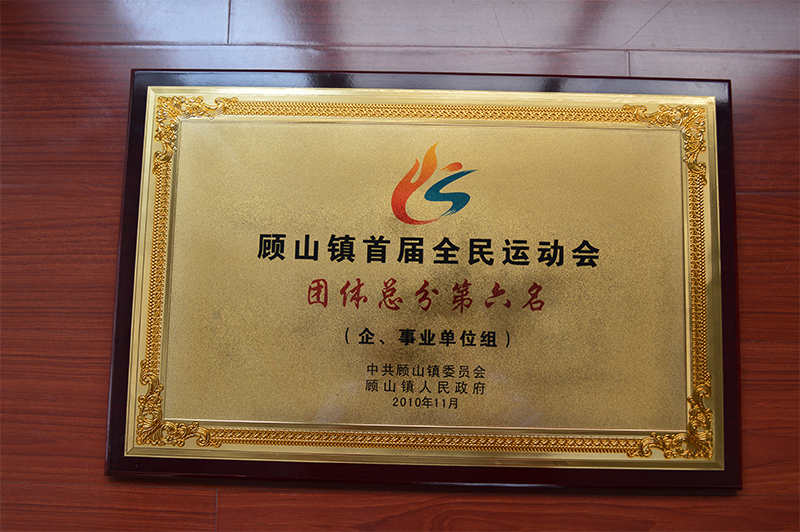 顾山镇首届全民运动会
团体总分第六名
（企、事业单位组）
中共顾山镇委员会
顾山镇人民政府
2010年11月